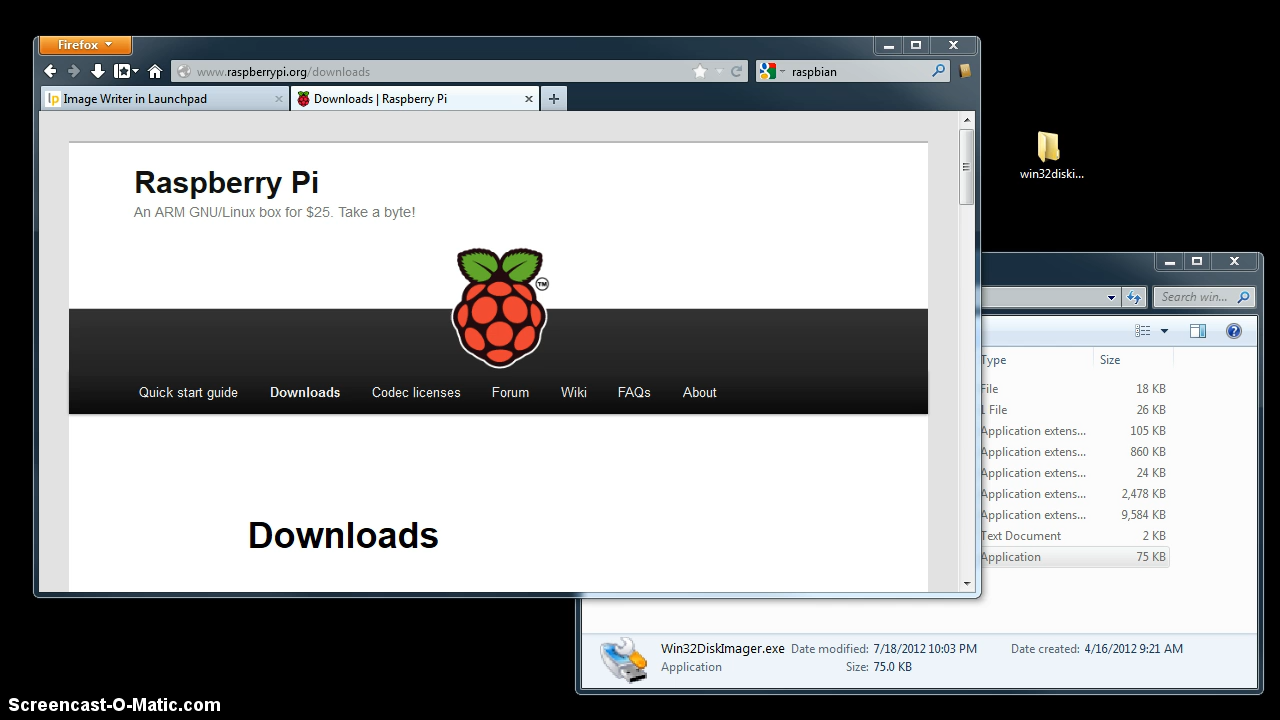 Firefox
www.raspberrypi.org/downloads
raspbian
lp Image Writer in Launchpad
Downloads | Raspberry Pi
Raspberry Pi
An ARM GNU/Linux box for $25. Take a byte!
TM
Quick start guide Downloads Codec licenses Forum Wiki FAQs About
Downloads
win32diski...
Search win...
Type Size
File 18 KB
1 File 26 KB
Application extens... 105 KB
Application extens... 860 KB
Application extens... 24 KB
Application extens... 2,478 KB
Application extens... 9,584 KB
Text Document 2 KB
Application 75 KB
Win32DiskImager.exe Date modified: 7/18/2012 10:03 PM Date created: 4/16/2012 9:21 AM
Application Size: 75.0 KB
Screencast-O-Matic.com